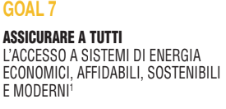 GOAL 7
ASSICURARE A TUTTI
L'ACCESSO A SISTEMI DI ENERGIA
ECONOMICI, AFFIDABILI, SOSTENIBILI
E MODERNI¹